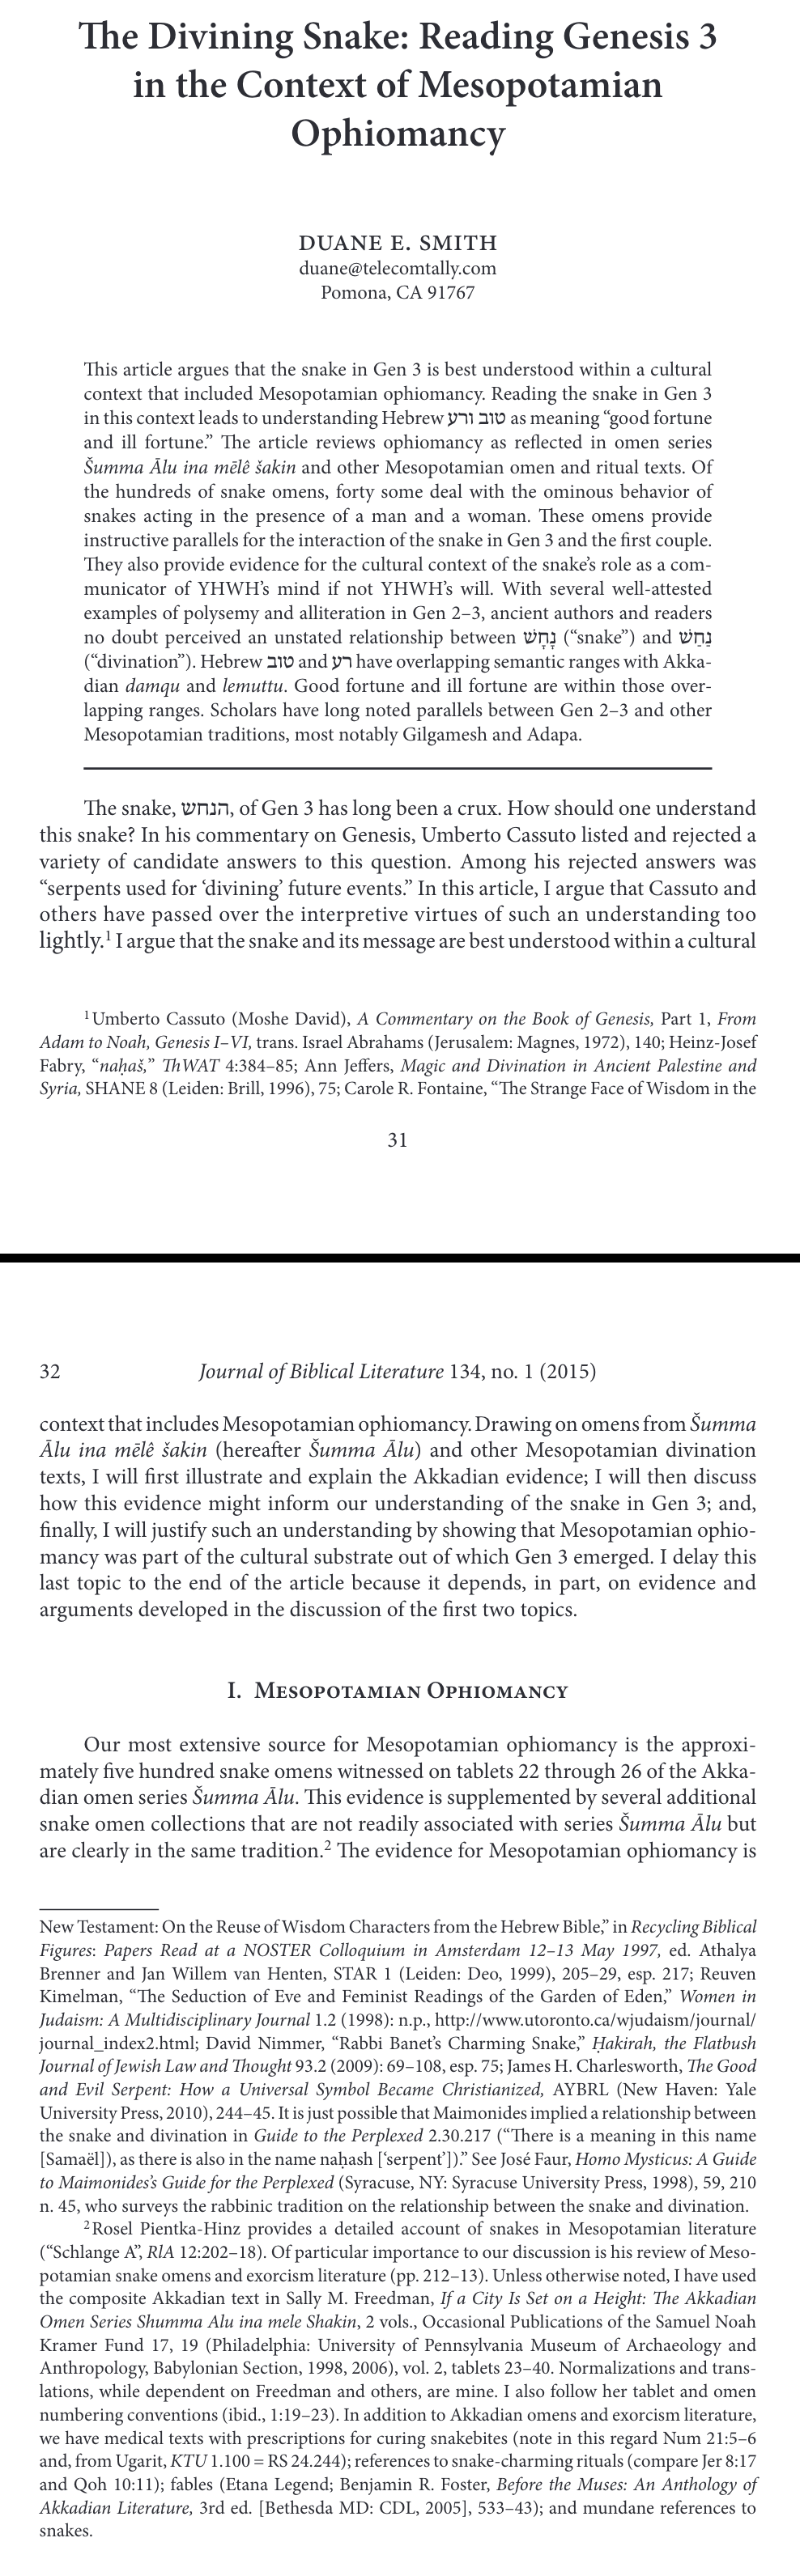 The Divining Snake: Reading Genesis 3
in the Context of Mesopotamian
Ophiomancy
DUANE E. SMITH
duane@telecomtally.com
Pomona, CA 91767
This article argues that the snake in Gen 3 is best understood within a cultural
context that included Mesopotamian ophiomancy. Reading the snake in Gen 3
in this context leads to understanding Hebrew טוב ורע as meaning “good fortune
and ill fortune.” The article reviews ophiomancy as reflected in omen series
Šumma Ālu ina mēlê šakin and other Mesopotamian omen and ritual texts. Of
the hundreds of snake omens, forty some deal with the ominous behavior of
snakes acting in the presence of a man and a woman. These omens provide
instructive parallels for the interaction of the snake in Gen 3 and the first couple.
They also provide evidence for the cultural context of the snake’s role as a com-
municator of YHWH’s mind if not YHWH’s will. With several well-attested
examples of polysemy and alliteration in Gen 2–3, ancient authors and readers
no doubt perceived an unstated relationship between נָחָשׁ (“snake”) and נַחַשׁ
(“divination”). Hebrew טוב and רע have overlapping semantic ranges with Akka-
dian damqu and lemuttu. Good fortune and ill fortune are within those over-
lapping ranges. Scholars have long noted parallels between Gen 2–3 and other
Mesopotamian traditions, most notably Gilgamesh and Adapa.
The snake, הנחש, of Gen 3 has long been a crux. How should one understand
this snake? In his commentary on Genesis, Umberto Cassuto listed and rejected a
variety of candidate answers to this question. Among his rejected answers was
“serpents used for ‘divining’ future events.” In this article, I argue that Cassuto and
others have passed over the interpretive virtues of such an understanding too
lightly.1 I argue that the snake and its message are best understood within a cultural
1 Umberto Cassuto (Moshe David), A Commentary on the Book of Genesis, Part 1, From
Adam to Noah, Genesis I–VI, trans. Israel Abrahams (Jerusalem: Magnes, 1972), 140; Heinz-Josef
Fabry, “naḥaš,” ThWAT 4:384–85; Ann Jeffers, Magic and Divination in Ancient Palestine and
Syria, SHANE 8 (Leiden: Brill, 1996), 75; Carole R. Fontaine, “The Strange Face of Wisdom in the
31
32 Journal of Biblical Literature 134, no. 1 (2015)
context that includes Mesopotamian ophiomancy. Drawing on omens from Šumma
Ālu ina mēlê šakin (hereafter Šumma Ālu) and other Mesopotamian divination
texts, I will first illustrate and explain the Akkadian evidence; I will then discuss
how this evidence might inform our understanding of the snake in Gen 3; and,
finally, I will justify such an understanding by showing that Mesopotamian ophio-
mancy was part of the cultural substrate out of which Gen 3 emerged. I delay this
last topic to the end of the article because it depends, in part, on evidence and
arguments developed in the discussion of the first two topics.
I. Mesopotamian Ophiomancy
Our most extensive source for Mesopotamian ophiomancy is the approxi-
mately five hundred snake omens witnessed on tablets 22 through 26 of the Akka-
dian omen series Šumma Ālu. This evidence is supplemented by several additional
snake omen collections that are not readily associated with series Šumma Ālu but
are clearly in the same tradition.2 The evidence for Mesopotamian ophiomancy is
New Testament: On the Reuse of Wisdom Characters from the Hebrew Bible,” in Recycling Biblical
Figures: Papers Read at a NOSTER Colloquium in Amsterdam 12–13 May 1997, ed. Athalya
Brenner and Jan Willem van Henten, STAR 1 (Leiden: Deo, 1999), 205–29, esp. 217; Reuven
Kimelman, “The Seduction of Eve and Feminist Readings of the Garden of Eden,” Women in
Judaism: A Multidisciplinary Journal 1.2 (1998): n.p., http://www.utoronto.ca/wjudaism/journal/
journal_index2.html; David Nimmer, “Rabbi Banet’s Charming Snake,” Ḥakirah, the Flatbush
Journal of Jewish Law and Thought 93.2 (2009): 69–108, esp. 75; James H. Charlesworth, The Good
and Evil Serpent: How a Universal Symbol Became Christianized, AYBRL (New Haven: Yale
University Press, 2010), 244–45. It is just possible that Maimonides implied a relationship between
the snake and divination in Guide to the Perplexed 2.30.217 (“There is a meaning in this name
[Samaël]), as there is also in the name naḥash [‘serpent’]).” See José Faur, Homo Mysticus: A Guide
to Maimonides’s Guide for the Perplexed (Syracuse, NY: Syracuse University Press, 1998), 59, 210
n. 45, who surveys the rabbinic tradition on the relationship between the snake and divination.
2 Rosel Pientka-Hinz provides a detailed account of snakes in Mesopotamian literature
(“Schlange A”, RlA 12:202–18). Of particular importance to our discussion is his review of Meso-
potamian snake omens and exorcism literature (pp. 212–13). Unless otherwise noted, I have used
the composite Akkadian text in Sally M. Freedman, If a City Is Set on a Height: The Akkadian
Omen Series Shumma Alu ina mele Shakin, 2 vols., Occasional Publications of the Samuel Noah
Kramer Fund 17, 19 (Philadelphia: University of Pennsylvania Museum of Archaeology and
Anthropology, Babylonian Section, 1998, 2006), vol. 2, tablets 23–40. Normalizations and trans-
lations, while dependent on Freedman and others, are mine. I also follow her tablet and omen
numbering conventions (ibid., 1:19–23). In addition to Akkadian omens and exorcism literature,
we have medical texts with prescriptions for curing snakebites (note in this regard Num 21:5–6
and, from Ugarit, KTU 1.100 = RS 24.244); references to snake-charming rituals (compare Jer 8:17
and Qoh 10:11); fables (Etana Legend; Benjamin R. Foster, Before the Muses: An Anthology of
Akkadian Literature, 3rd ed. [Bethesda MD: CDL, 2005], 533–43); and mundane references to
snakes.